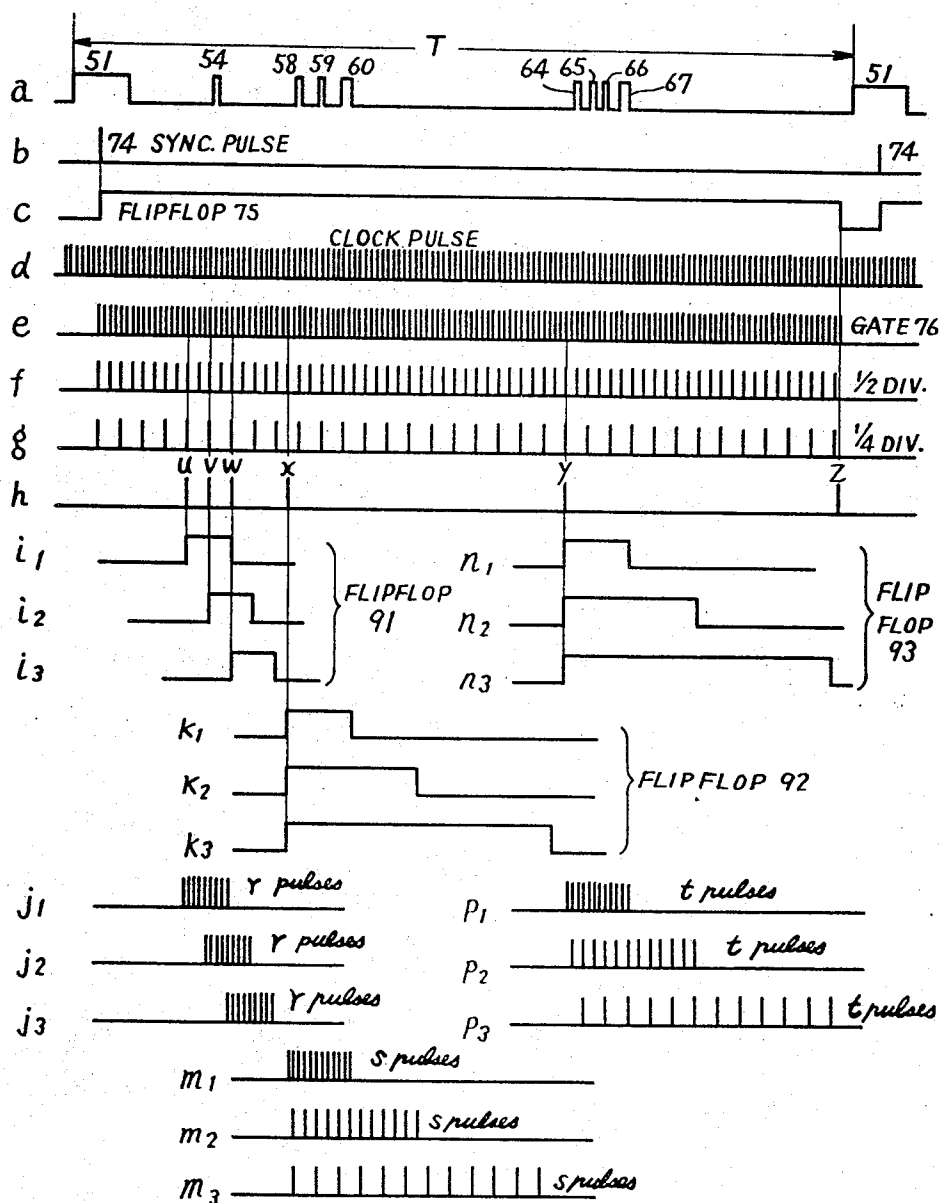 T
51 54 58 59 60 64 65 66 67 51
a
b 74 SYNC. PULSE 74
c FLIPFLOP 75
CLOCK PULSE
d
e GATE 76
f 1/2 DIV.
g 1/4 DIV.
u v w x y z
h
i1 n1
i2 FLIPFLOP 91 n2 FLIP FLOP 93
i3 n3
k1
k2 FLIPFLOP 92
k3
j1 r pulses p1 t pulses
j2 r pulses p2 t pulses
j3 r pulses p3 t pulses
m1 s pulses
m2 s pulses
m3 s pulses